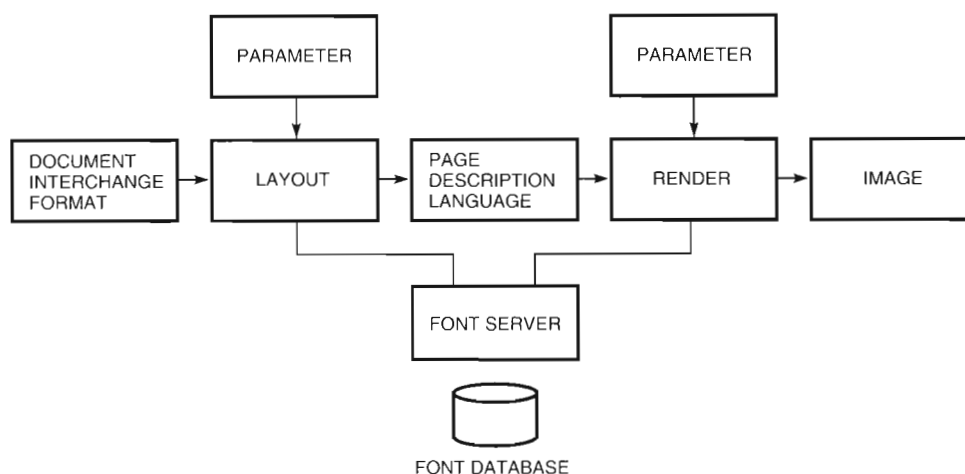 PARAMETER
PARAMETER
DOCUMENT
INTERCHANGE
FORMAT
LAYOUT
PAGE
DESCRIPTION
LANGUAGE
RENDER
IMAGE
FONT SERVER
FONT DATABASE